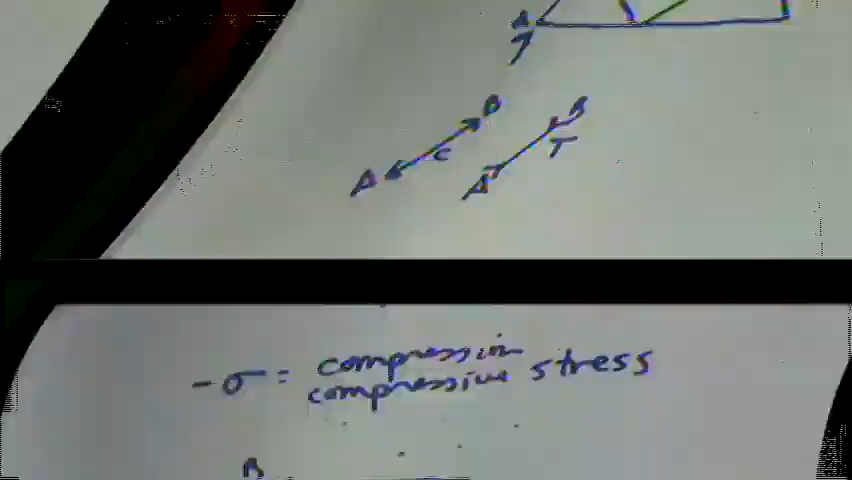 A
B
B
C
T
A
A
-σ = compression
compressive stress
B